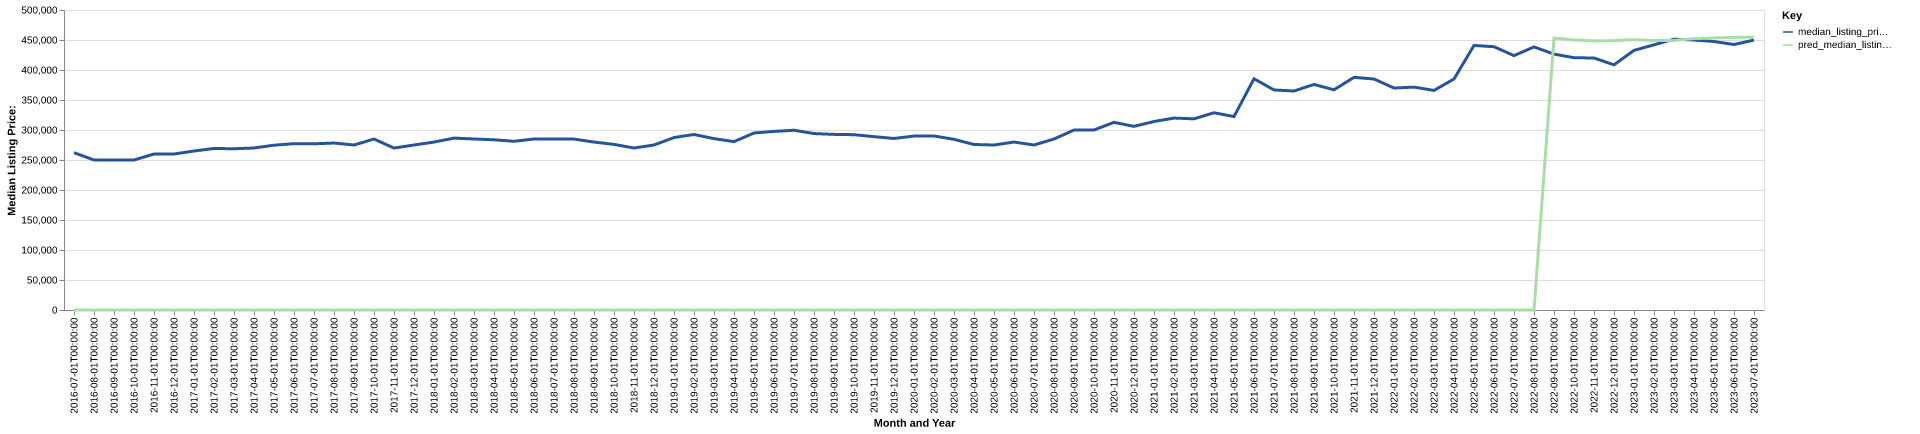 500,000
450,000
400,000
350,000
300,000
250,000
200,000
150,000
100,000
50,000
0
Median Listing Price:
2016-07-01T00:00:00
2016-08-01T00:00:00
2016-09-01T00:00:00
2016-10-01T00:00:00
2016-11-01T00:00:00
2016-12-01T00:00:00
2017-01-01T00:00:00
2017-02-01T00:00:00
2017-03-01T00:00:00
2017-04-01T00:00:00
2017-05-01T00:00:00
2017-06-01T00:00:00
2017-07-01T00:00:00
2017-08-01T00:00:00
2017-09-01T00:00:00
2017-10-01T00:00:00
2017-11-01T00:00:00
2017-12-01T00:00:00
2018-01-01T00:00:00
2018-02-01T00:00:00
2018-03-01T00:00:00
2018-04-01T00:00:00
2018-05-01T00:00:00
2018-06-01T00:00:00
2018-07-01T00:00:00
2018-08-01T00:00:00
2018-09-01T00:00:00
2018-10-01T00:00:00
2018-11-01T00:00:00
2018-12-01T00:00:00
2019-01-01T00:00:00
2019-02-01T00:00:00
2019-03-01T00:00:00
2019-04-01T00:00:00
2019-05-01T00:00:00
2019-06-01T00:00:00
2019-07-01T00:00:00
2019-08-01T00:00:00
2019-09-01T00:00:00
2019-10-01T00:00:00
2019-11-01T00:00:00
2019-12-01T00:00:00
2020-01-01T00:00:00
2020-02-01T00:00:00
2020-03-01T00:00:00
2020-04-01T00:00:00
2020-05-01T00:00:00
2020-06-01T00:00:00
2020-07-01T00:00:00
2020-08-01T00:00:00
2020-09-01T00:00:00
2020-10-01T00:00:00
2020-11-01T00:00:00
2020-12-01T00:00:00
2021-01-01T00:00:00
2021-02-01T00:00:00
2021-03-01T00:00:00
2021-04-01T00:00:00
2021-05-01T00:00:00
2021-06-01T00:00:00
2021-07-01T00:00:00
2021-08-01T00:00:00
2021-09-01T00:00:00
2021-10-01T00:00:00
2021-11-01T00:00:00
2021-12-01T00:00:00
2022-01-01T00:00:00
2022-02-01T00:00:00
2022-03-01T00:00:00
2022-04-01T00:00:00
2022-05-01T00:00:00
2022-06-01T00:00:00
2022-07-01T00:00:00
2022-08-01T00:00:00
2022-09-01T00:00:00
2022-10-01T00:00:00
2022-11-01T00:00:00
2022-12-01T00:00:00
2023-01-01T00:00:00
2023-02-01T00:00:00
2023-03-01T00:00:00
2023-04-01T00:00:00
2023-05-01T00:00:00
2023-06-01T00:00:00
2023-07-01T00:00:00
Month and Year
Key
median_listing_pri…
pred_median_listin…